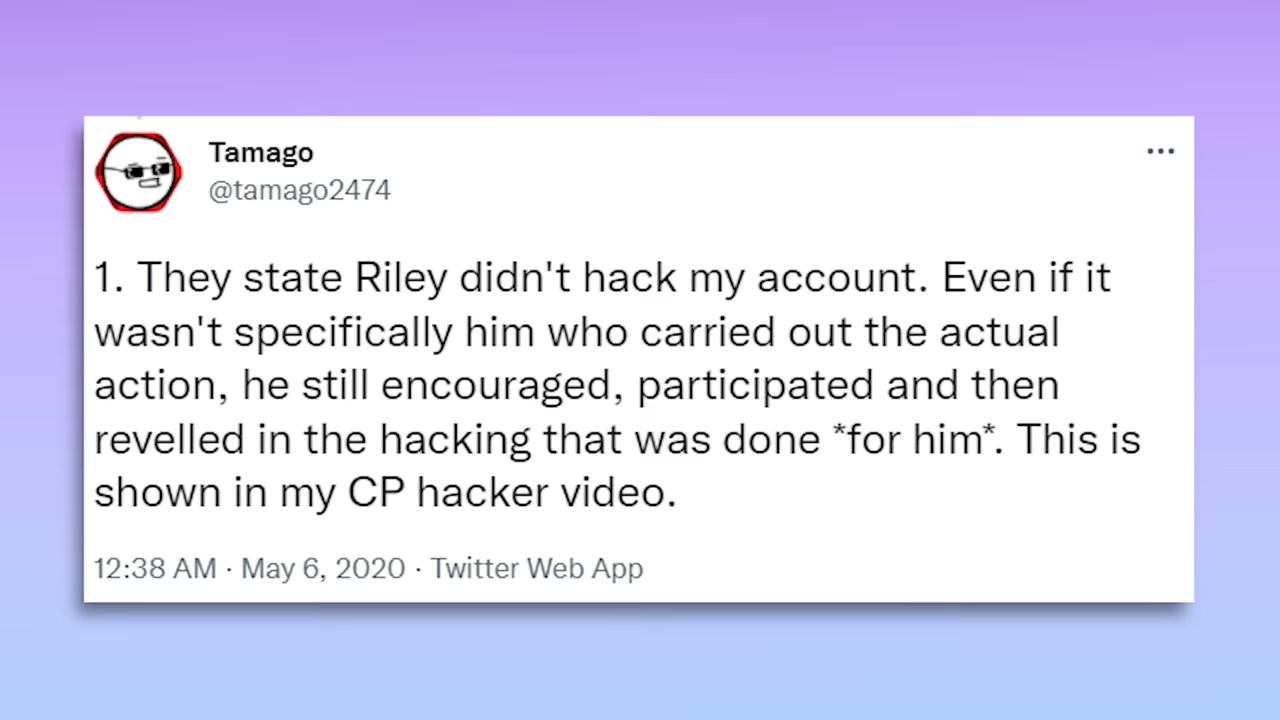 Tamago
@tamago2474
1. They state Riley didn't hack my account. Even if it
wasn't specifically him who carried out the actual
action, he still encouraged, participated and then
revelled in the hacking that was done *for him*. This is
shown in my CP hacker video.
12:38 AM · May 6, 2020 · Twitter Web App